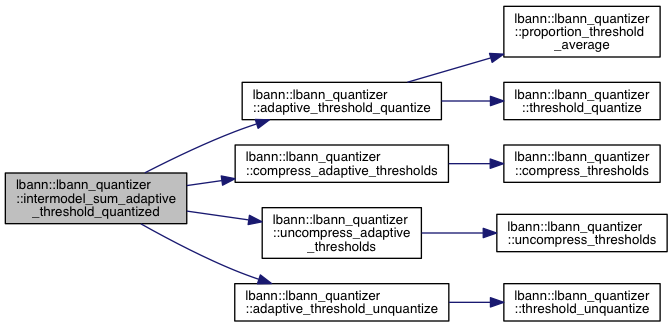 lbann::lbann_quantizer
::intermodel_sum_adaptive
_threshold_quantized
lbann::lbann_quantizer
::adaptive_threshold_quantize
lbann::lbann_quantizer
::proportion_threshold
_average
lbann::lbann_quantizer
::threshold_quantize
lbann::lbann_quantizer
::compress_adaptive_thresholds
lbann::lbann_quantizer
::compress_thresholds
lbann::lbann_quantizer
::uncompress_adaptive
_thresholds
lbann::lbann_quantizer
::uncompress_thresholds
lbann::lbann_quantizer
::adaptive_threshold_unquantize
lbann::lbann_quantizer
::threshold_unquantize